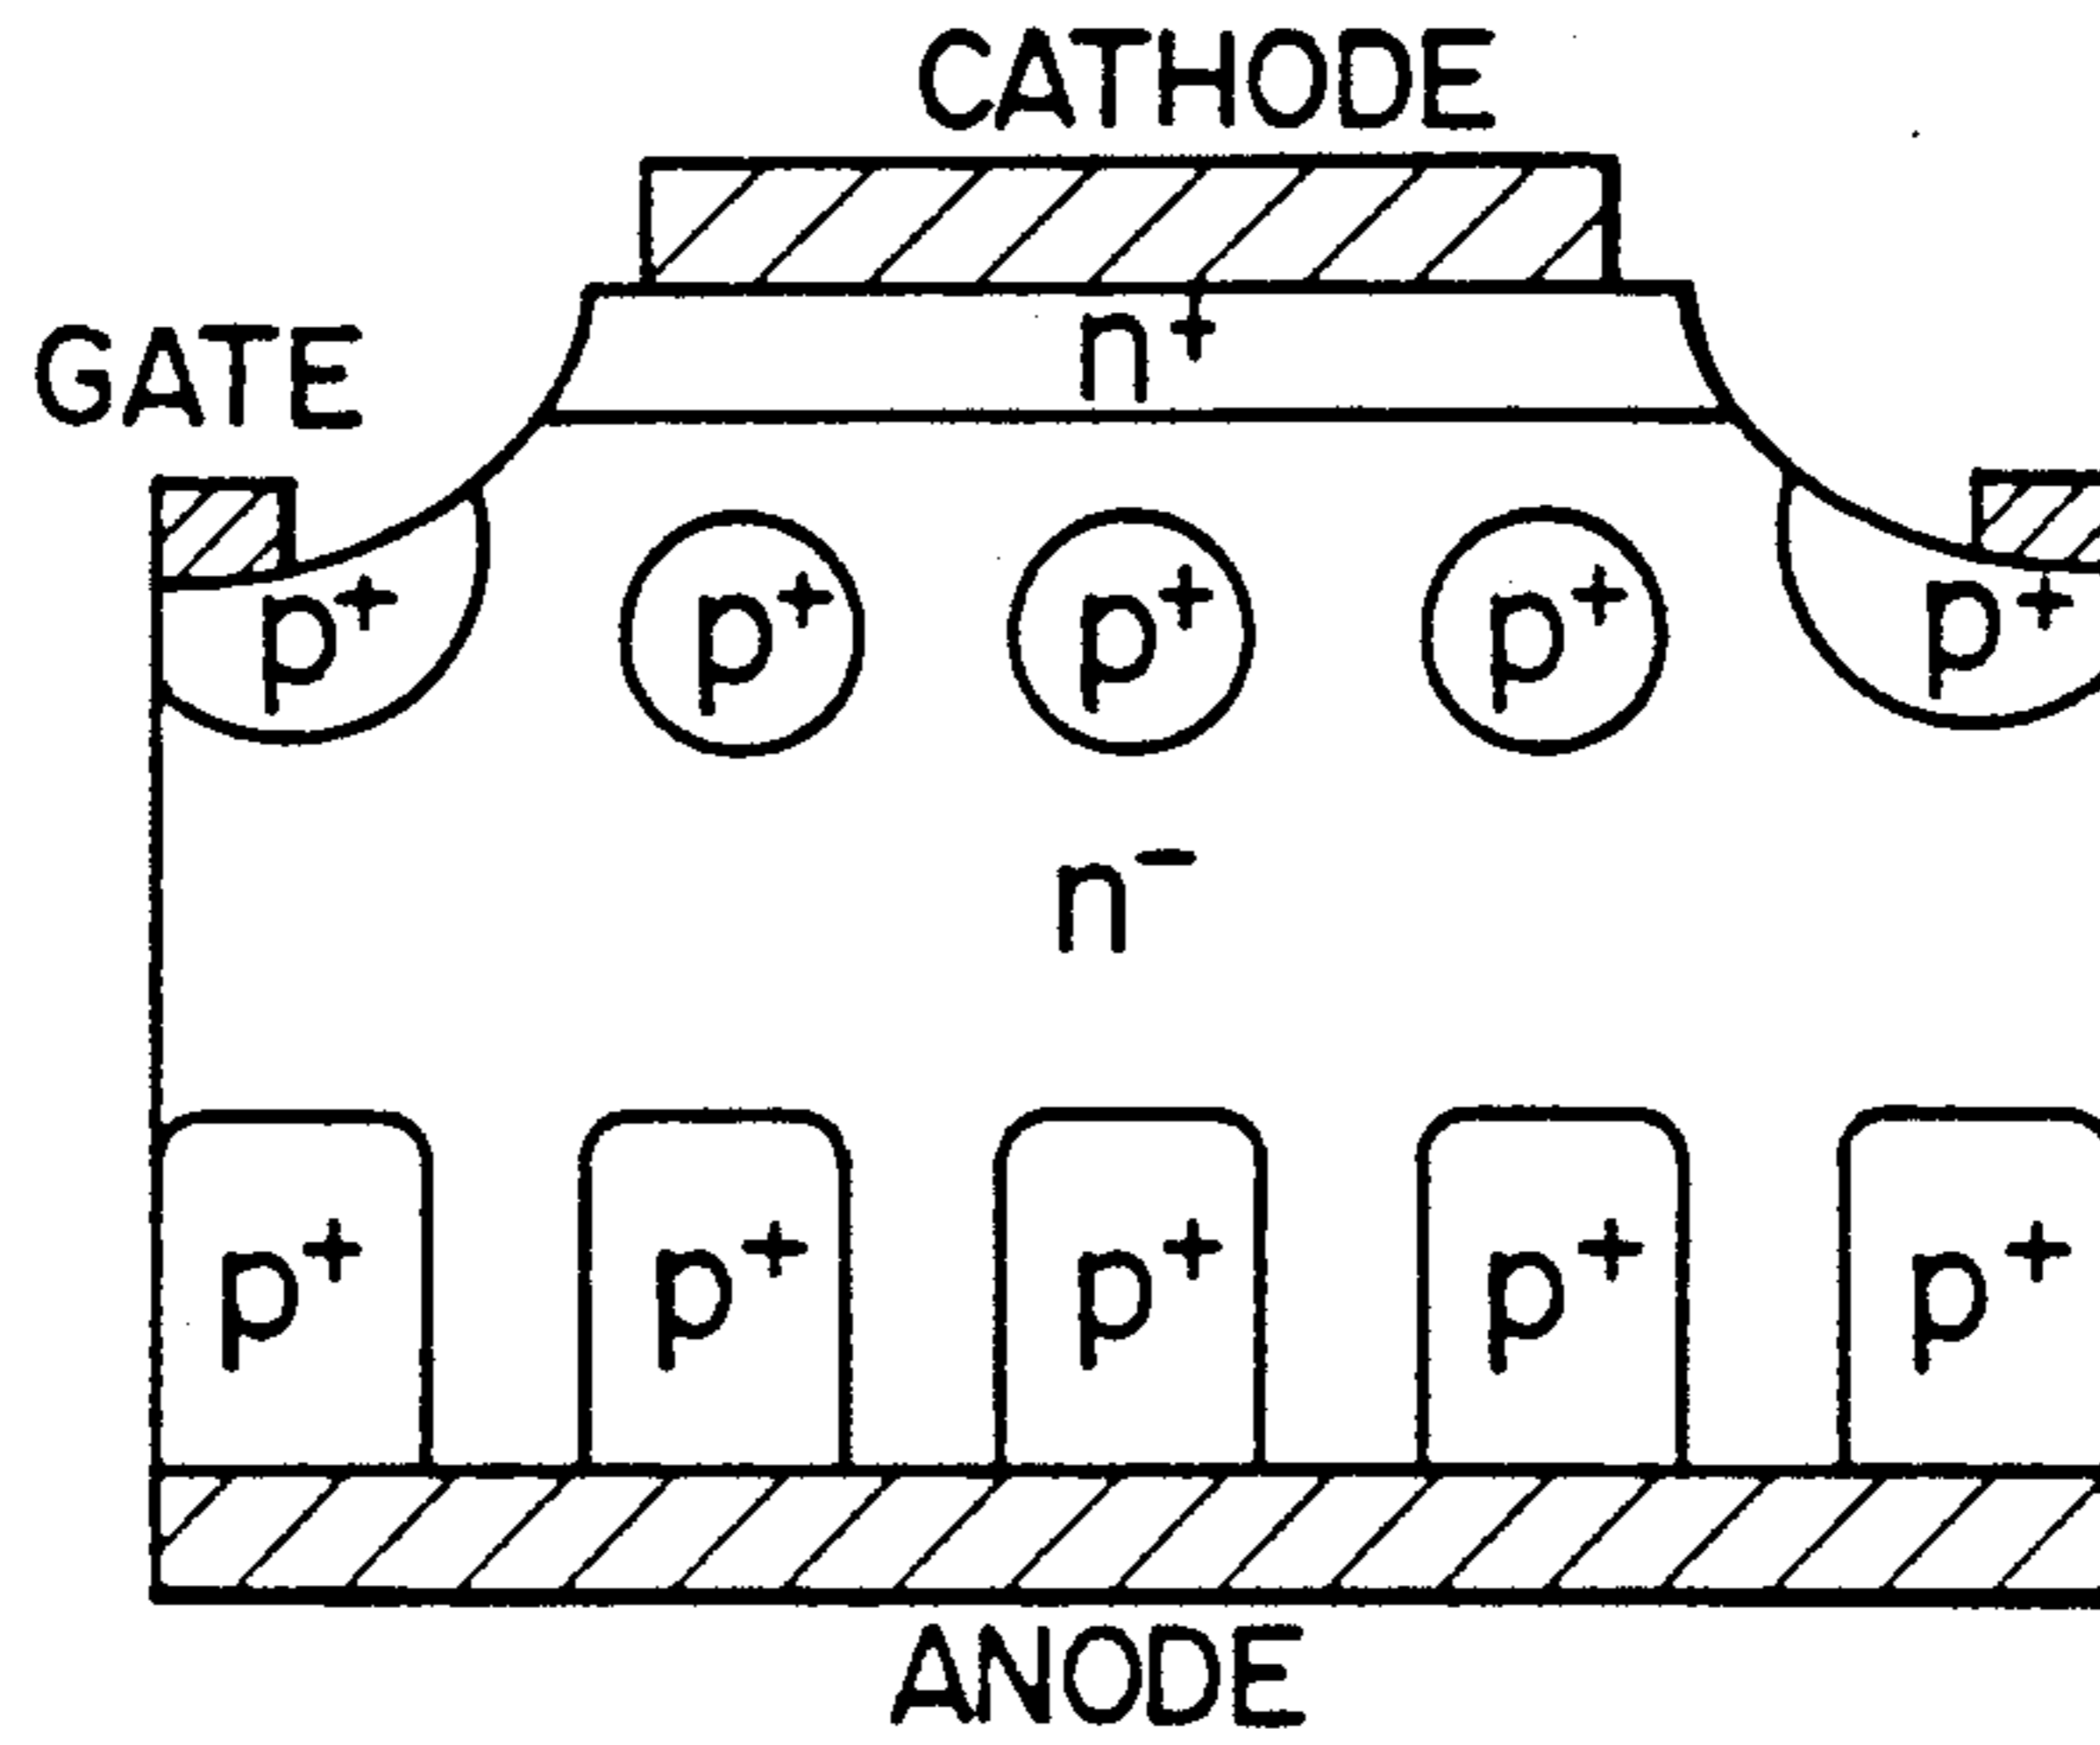 CATHODE
GATE
n⁺
p⁺ p⁺ p⁺ p⁺ p⁺
n⁻
p⁺ p⁺ p⁺ p⁺ p⁺
ANODE